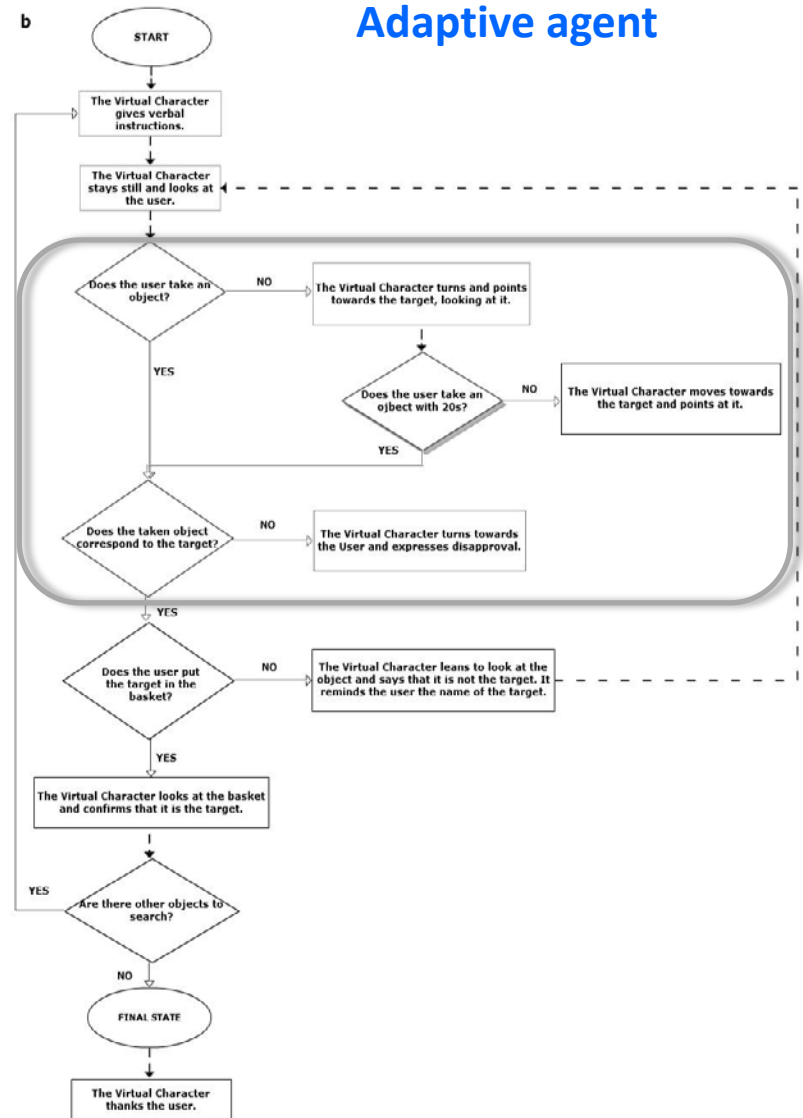 b
Adaptive agent
START
The Virtual Character
gives verbal
instructions.
The Virtual Character
stays still and looks at
the user.
Does the user take an
object?
NO
The Virtual Character turns and points
towards the target, looking at it.
YES
Does the user take an
ojbect with 20s?
NO
The Virtual Character moves towards
the target and points at it.
YES
Does the taken object
correspond to the target?
NO
The Virtual Character turns towards
the User and expresses disapproval.
YES
Does the user put
the target in the
basket?
NO
The Virtual Character leans to look at the
object and says that it is not the target. It
reminds the user the name of the target.
YES
The Virtual Character looks at the basket
and confirms that it is the target.
YES
Are there other objects to
search?
NO
FINAL STATE
The Virtual Character
thanks the user.